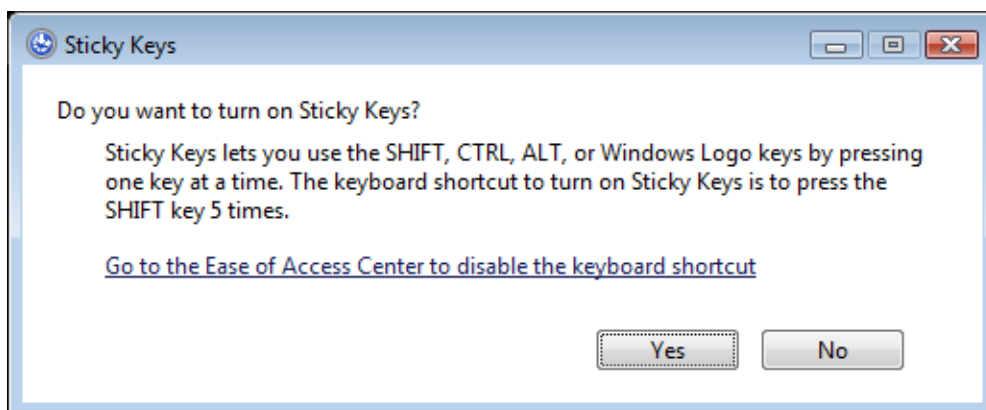 Sticky Keys
Do you want to turn on Sticky Keys?
Sticky Keys lets you use the SHIFT, CTRL, ALT, or Windows Logo keys by pressing
one key at a time. The keyboard shortcut to turn on Sticky Keys is to press the
SHIFT key 5 times.
Go to the Ease of Access Center to disable the keyboard shortcut
Yes No